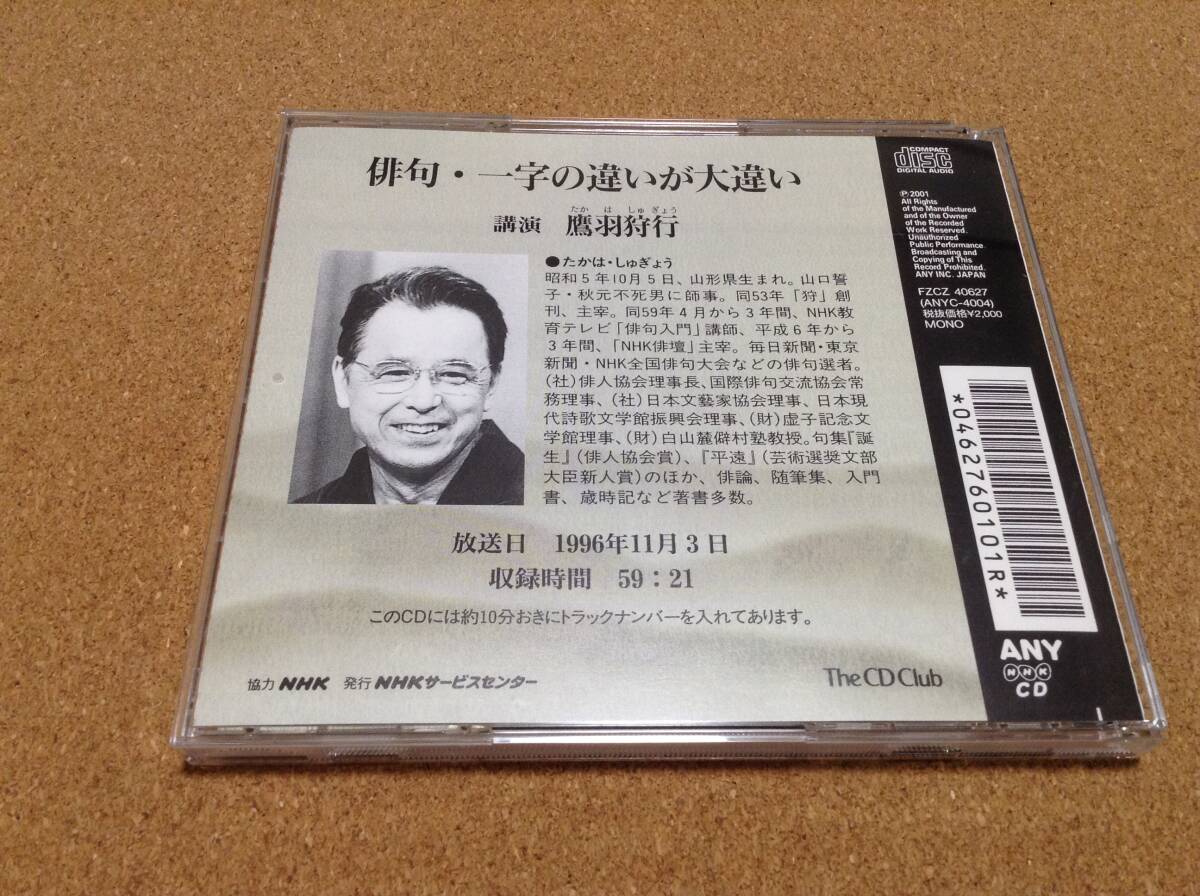 俳句・一字の違いが大違い
たか は しゅぎょう
講演 鷹羽狩行
●たかは・しゅぎょう
昭和5年10月5日、山形県生まれ。山口誓
子・秋元不死男に師事。同53年「狩」創
刊、主宰。同59年4月から3年間、NHK教
育テレビ「俳句入門」講師、平成6年から
3年間、「NHK俳壇」主宰。毎日新聞・東京
新聞・NHK全国俳句大会などの俳句選者。
(社)俳人協会理事長、国際俳句交流協会常
務理事、(社)日本文藝家協会理事、日本現
代詩歌文学館振興会理事、(財)虚子記念文
学館理事、(財)白山麓僻村塾教授。句集『誕
生』(俳人協会賞)、『平遠』(芸術選奨文部
大臣新人賞)のほか、俳論、随筆集、入門
書、歳時記など著書多数。
放送日 1996年11月3日
収録時間 59:21
このCDには約10分おきにトラックナンバーを入れてあります。
協力 NHK 発行 NHKサービスセンター
The CD Club
COMPACT
disc
DIGITAL AUDIO
℗2001
All Rights
of the Manufactured
and of the Owner
of the Recorded
Work Reserved.
Unauthorized
Public Performance.
Broadcasting and
Copying of This
Record Prohibited.
ANY INC. JAPAN
FZCZ 40627
(ANYC-4004)
税抜価格¥2,000
MONO
*0462760101R*
ANY
NHK
CD